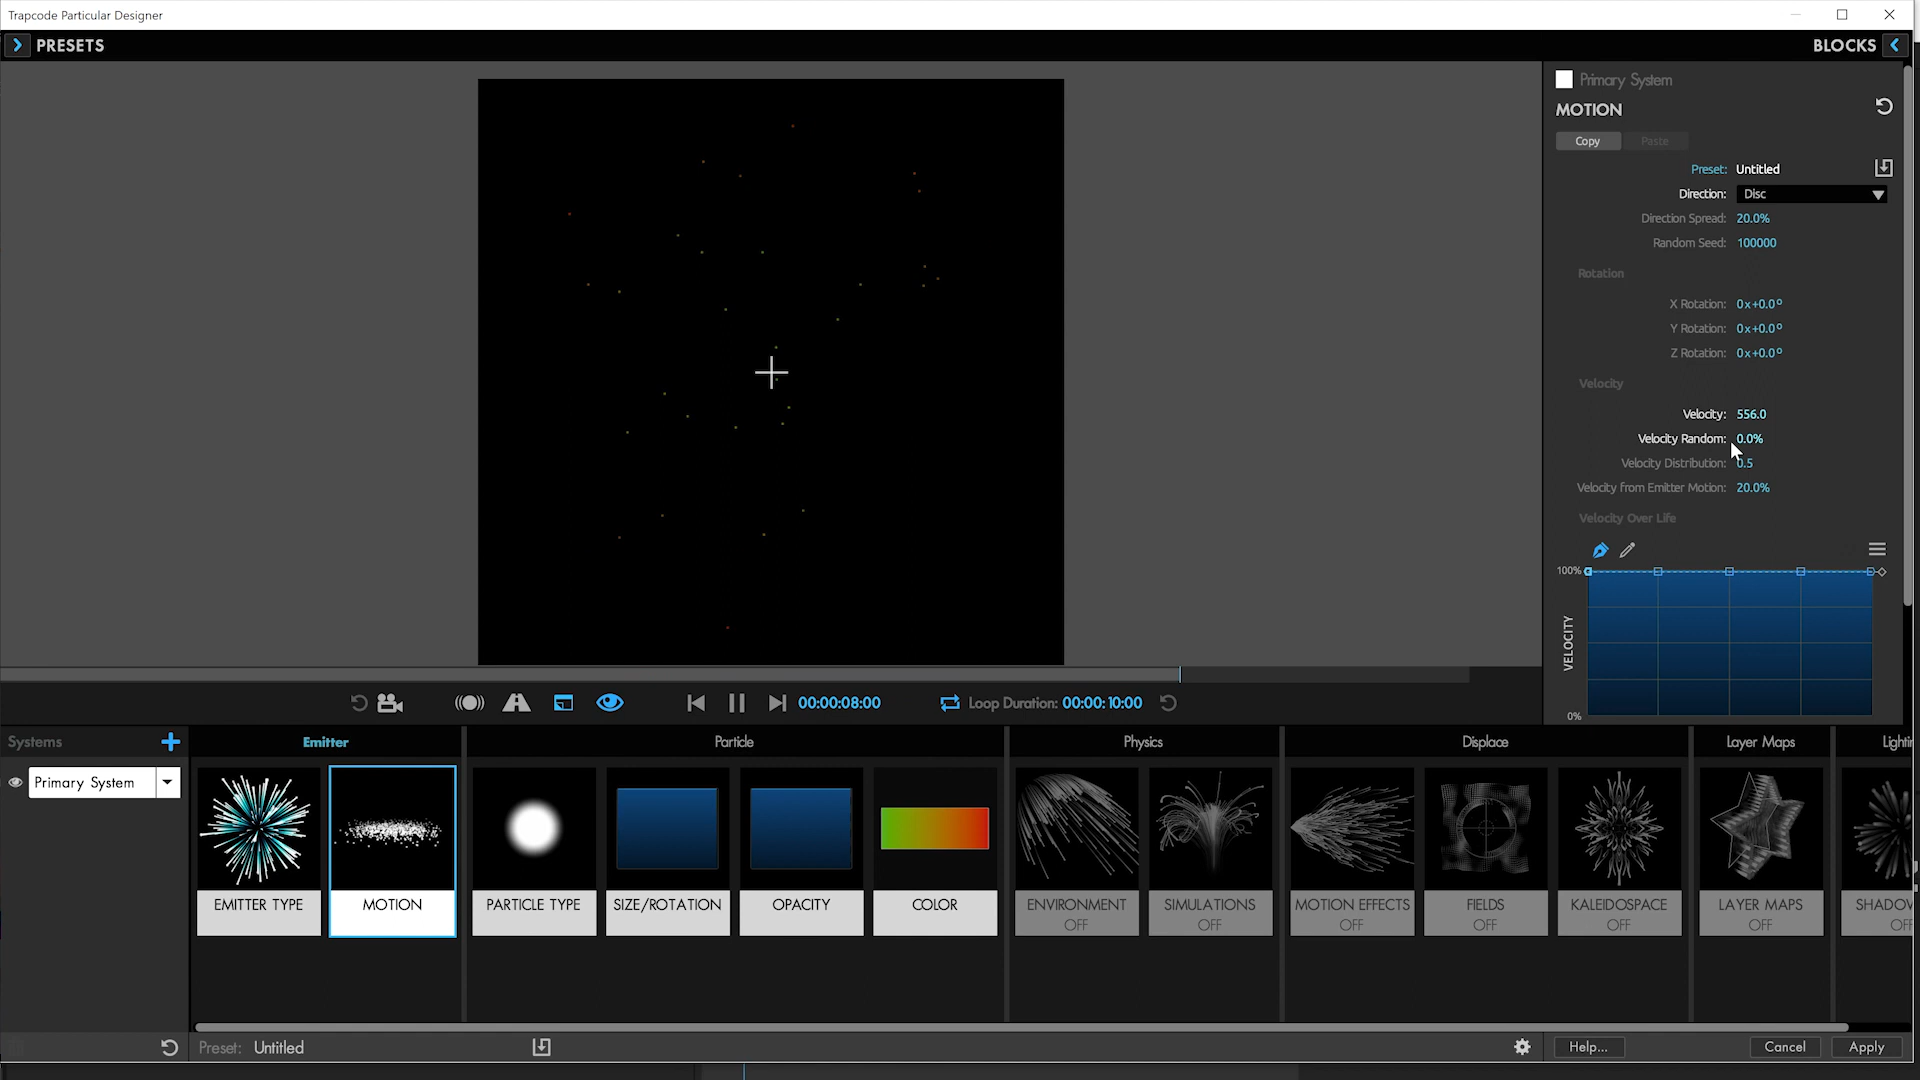 Trapcode Particular Designer
PRESETS
BLOCKS
Primary System
MOTION
Copy Paste
Preset: Untitled
Direction: Disc
Direction Spread: 20.0%
Random Seed: 100000
Rotation
X Rotation: 0x+0.0°
Y Rotation: 0x+0.0°
Z Rotation: 0x+0.0°
Velocity
Velocity: 556.0
Velocity Random: 0.0%
Velocity Distribution: 0.5
Velocity from Emitter Motion: 20.0%
Velocity Over Life
100%
VELOCITY
0%
00:00:08:00 Loop Duration: 00:00:10:00
Systems Emitter Particle Physics Displace Layer Maps
Primary System
EMITTER TYPE MOTION PARTICLE TYPE SIZE/ROTATION OPACITY COLOR ENVIRONMENT SIMULATIONS MOTION EFFECTS FIELDS KALEIDOSPACE LAYER MAPS SHADOW
OFF OFF OFF OFF OFF OFF
Preset: Untitled Help... Cancel Apply